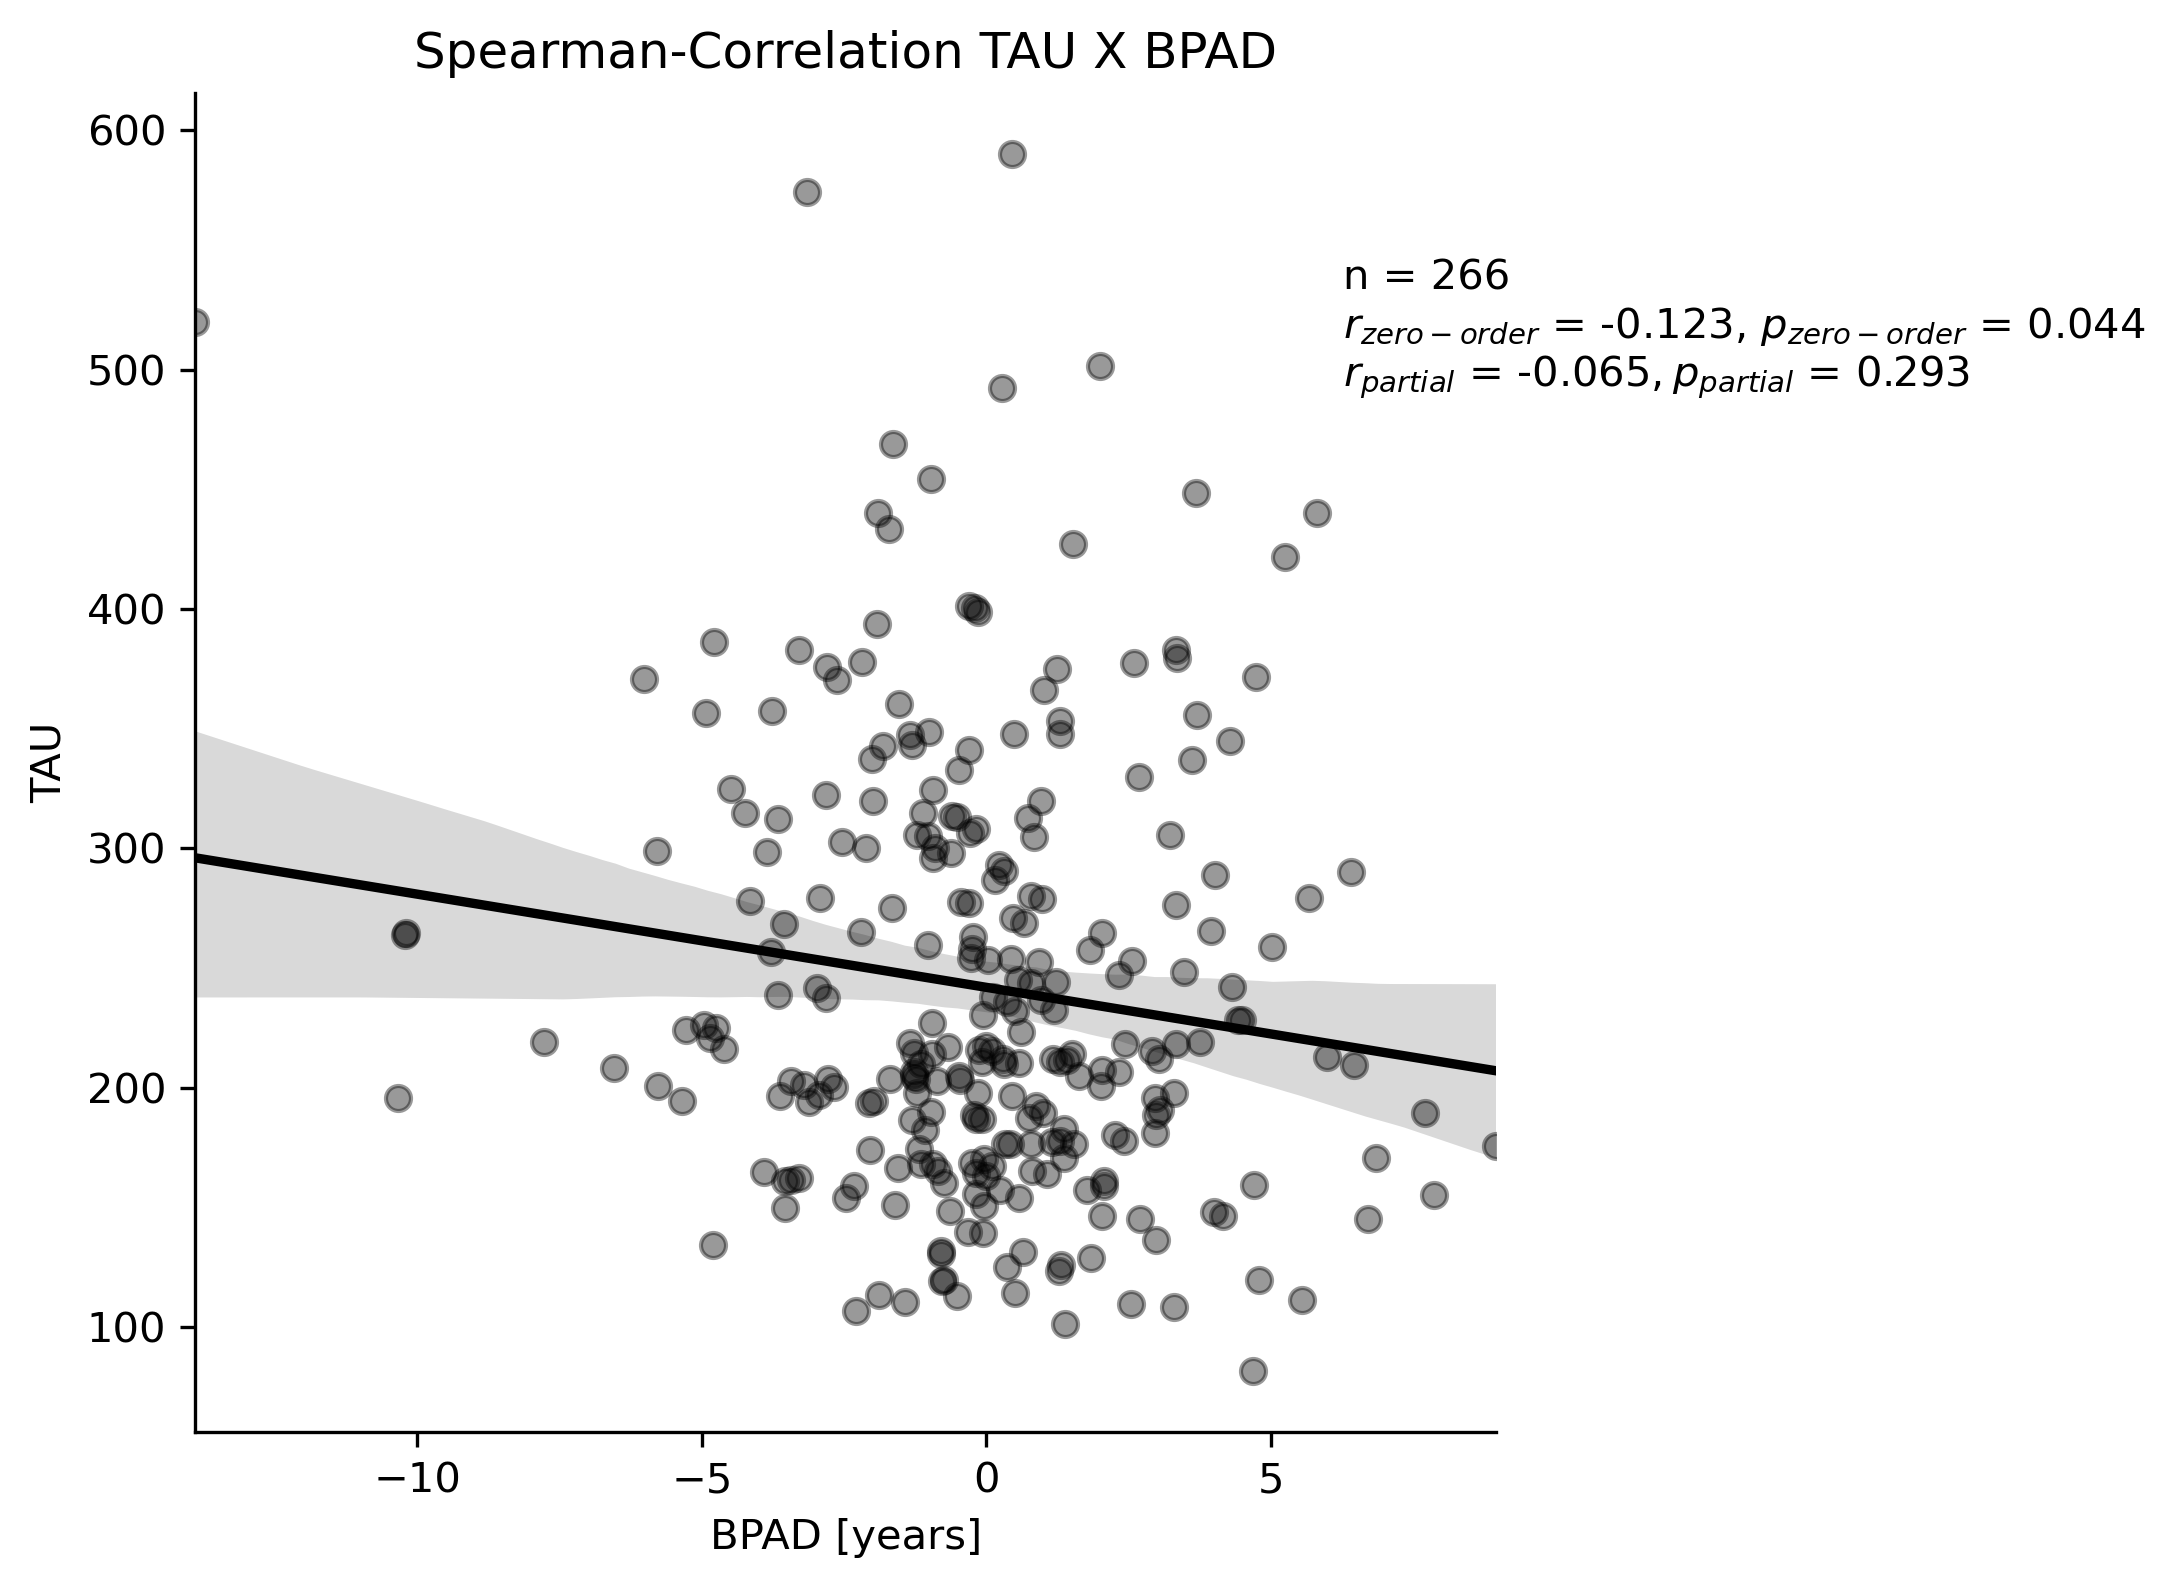 Spearman-Correlation TAU X BPAD
n = 266
r_zero−order = -0.123, p_zero−order = 0.044
r_partial = -0.065, p_partial = 0.293
600
500
400
300
200
100
TAU
−10 −5 0 5
BPAD [years]